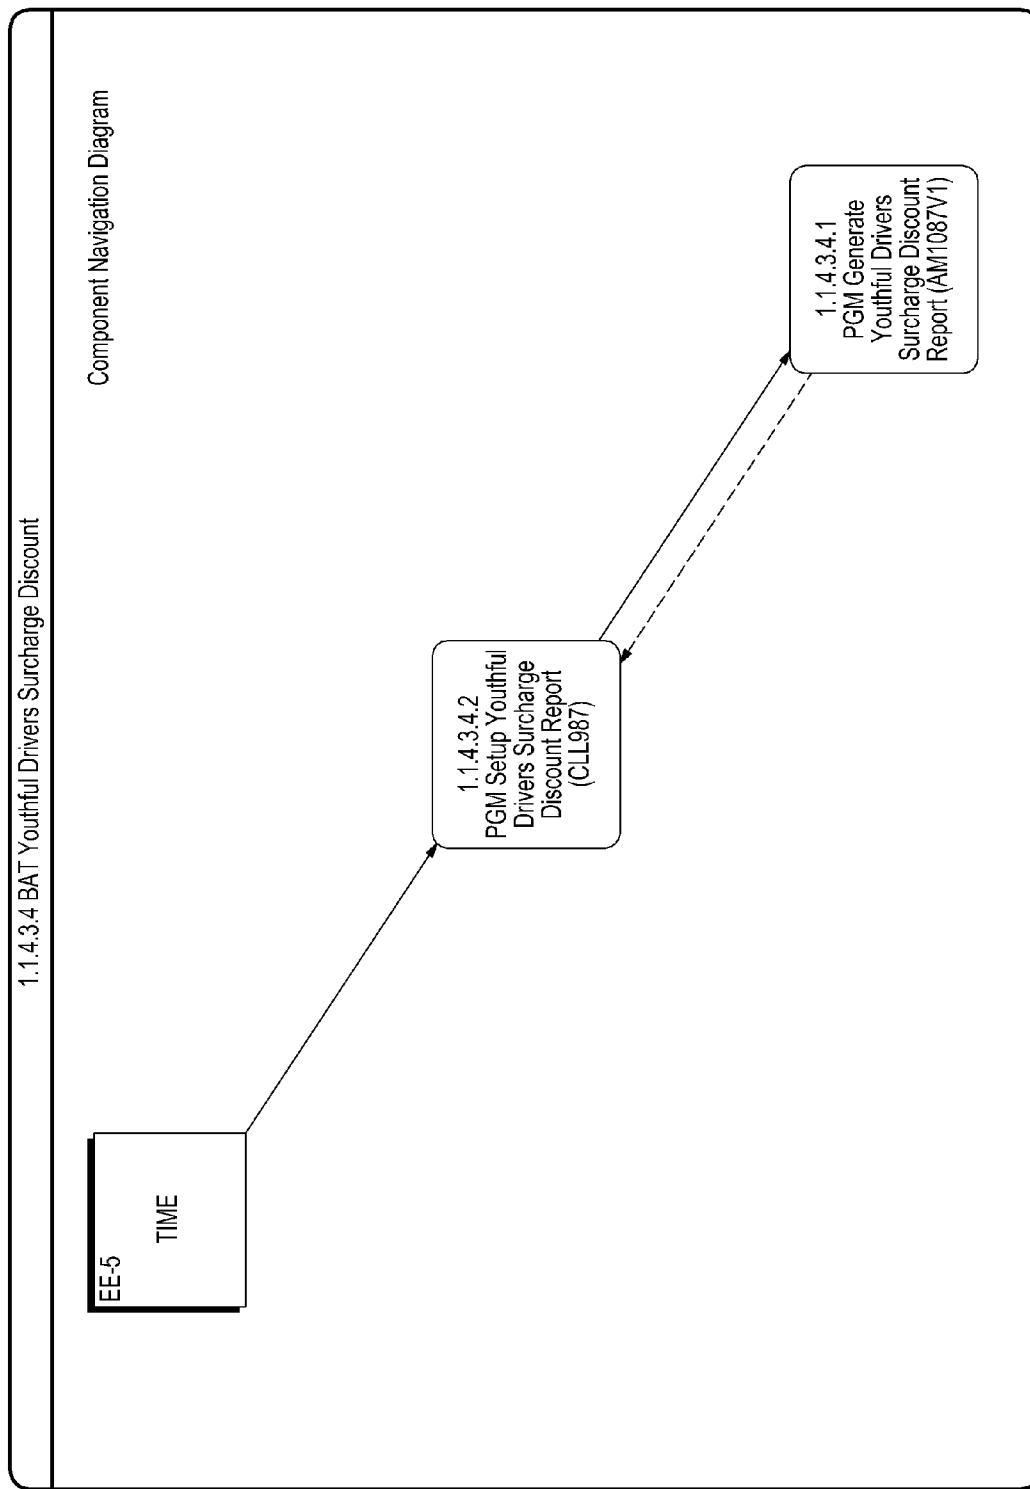 1.1.4.3.4 BAT Youthful Drivers Surcharge Discount
Component Navigation Diagram
EE-5
TIME
1.1.4.3.4.2
PGM Setup Youthful
Drivers Surcharge
Discount Report
(CLL987)
1.1.4.3.4.1
PGM Generate
Youthful Drivers
Surcharge Discount
Report (AM1087V1)